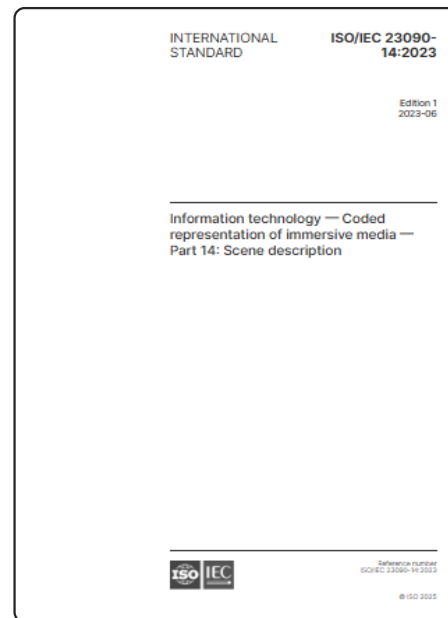 INTERNATIONAL
STANDARD
ISO/IEC 23090-
14:2023
Edition 1
2023-06
Information technology — Coded
representation of immersive media —
Part 14: Scene description
ISO IEC
Reference number
ISO/IEC 23090-14:2023
© ISO 2025